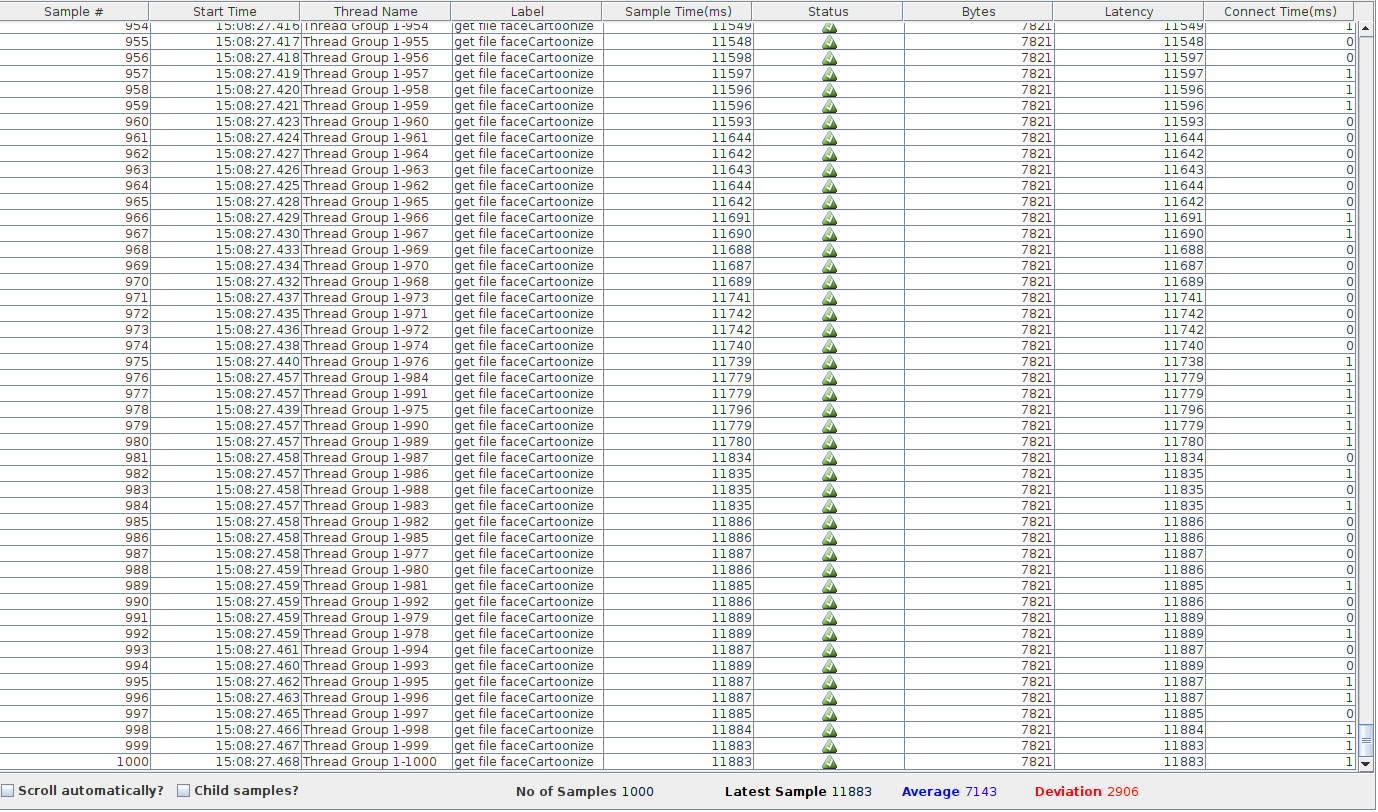 Sample # Start Time Thread Name Label Sample Time(ms) Status Bytes Latency Connect Time(ms)
954 15:08:27.416 Thread Group 1-954 get file faceCartoonize 11549 7821 11549 1
955 15:08:27.417 Thread Group 1-955 get file faceCartoonize 11548 7821 11548 0
956 15:08:27.418 Thread Group 1-956 get file faceCartoonize 11598 7821 11597 0
957 15:08:27.419 Thread Group 1-957 get file faceCartoonize 11597 7821 11597 1
958 15:08:27.420 Thread Group 1-958 get file faceCartoonize 11596 7821 11596 1
959 15:08:27.421 Thread Group 1-959 get file faceCartoonize 11596 7821 11596 1
960 15:08:27.423 Thread Group 1-960 get file faceCartoonize 11593 7821 11593 0
961 15:08:27.424 Thread Group 1-961 get file faceCartoonize 11644 7821 11644 0
962 15:08:27.427 Thread Group 1-964 get file faceCartoonize 11642 7821 11642 0
963 15:08:27.426 Thread Group 1-963 get file faceCartoonize 11643 7821 11643 0
964 15:08:27.425 Thread Group 1-962 get file faceCartoonize 11644 7821 11644 0
965 15:08:27.428 Thread Group 1-965 get file faceCartoonize 11642 7821 11642 0
966 15:08:27.429 Thread Group 1-966 get file faceCartoonize 11691 7821 11691 1
967 15:08:27.430 Thread Group 1-967 get file faceCartoonize 11690 7821 11690 1
968 15:08:27.433 Thread Group 1-969 get file faceCartoonize 11688 7821 11688 0
969 15:08:27.434 Thread Group 1-970 get file faceCartoonize 11687 7821 11687 0
970 15:08:27.432 Thread Group 1-968 get file faceCartoonize 11689 7821 11689 0
971 15:08:27.437 Thread Group 1-973 get file faceCartoonize 11741 7821 11741 0
972 15:08:27.435 Thread Group 1-971 get file faceCartoonize 11742 7821 11742 0
973 15:08:27.436 Thread Group 1-972 get file faceCartoonize 11742 7821 11742 0
974 15:08:27.438 Thread Group 1-974 get file faceCartoonize 11740 7821 11740 0
975 15:08:27.440 Thread Group 1-976 get file faceCartoonize 11739 7821 11738 1
976 15:08:27.457 Thread Group 1-984 get file faceCartoonize 11779 7821 11779 1
977 15:08:27.457 Thread Group 1-991 get file faceCartoonize 11779 7821 11779 1
978 15:08:27.439 Thread Group 1-975 get file faceCartoonize 11796 7821 11796 1
979 15:08:27.457 Thread Group 1-990 get file faceCartoonize 11779 7821 11779 1
980 15:08:27.457 Thread Group 1-989 get file faceCartoonize 11780 7821 11780 1
981 15:08:27.458 Thread Group 1-987 get file faceCartoonize 11834 7821 11834 0
982 15:08:27.457 Thread Group 1-986 get file faceCartoonize 11835 7821 11835 1
983 15:08:27.458 Thread Group 1-988 get file faceCartoonize 11835 7821 11835 0
984 15:08:27.457 Thread Group 1-983 get file faceCartoonize 11835 7821 11835 1
985 15:08:27.458 Thread Group 1-982 get file faceCartoonize 11886 7821 11886 0
986 15:08:27.458 Thread Group 1-985 get file faceCartoonize 11886 7821 11886 0
987 15:08:27.458 Thread Group 1-977 get file faceCartoonize 11887 7821 11887 0
988 15:08:27.459 Thread Group 1-980 get file faceCartoonize 11886 7821 11886 0
989 15:08:27.459 Thread Group 1-981 get file faceCartoonize 11885 7821 11885 1
990 15:08:27.459 Thread Group 1-992 get file faceCartoonize 11886 7821 11886 0
991 15:08:27.459 Thread Group 1-979 get file faceCartoonize 11889 7821 11889 0
992 15:08:27.459 Thread Group 1-978 get file faceCartoonize 11889 7821 11889 1
993 15:08:27.461 Thread Group 1-994 get file faceCartoonize 11887 7821 11887 0
994 15:08:27.460 Thread Group 1-993 get file faceCartoonize 11889 7821 11889 0
995 15:08:27.462 Thread Group 1-995 get file faceCartoonize 11887 7821 11887 1
996 15:08:27.463 Thread Group 1-996 get file faceCartoonize 11887 7821 11887 1
997 15:08:27.465 Thread Group 1-997 get file faceCartoonize 11885 7821 11885 0
998 15:08:27.466 Thread Group 1-998 get file faceCartoonize 11884 7821 11884 1
999 15:08:27.467 Thread Group 1-999 get file faceCartoonize 11883 7821 11883 1
1000 15:08:27.468 Thread Group 1-1000 get file faceCartoonize 11883 7821 11883 1
Scroll automatically? Child samples? No of Samples 1000 Latest Sample 11883 Average 7143 Deviation 2906